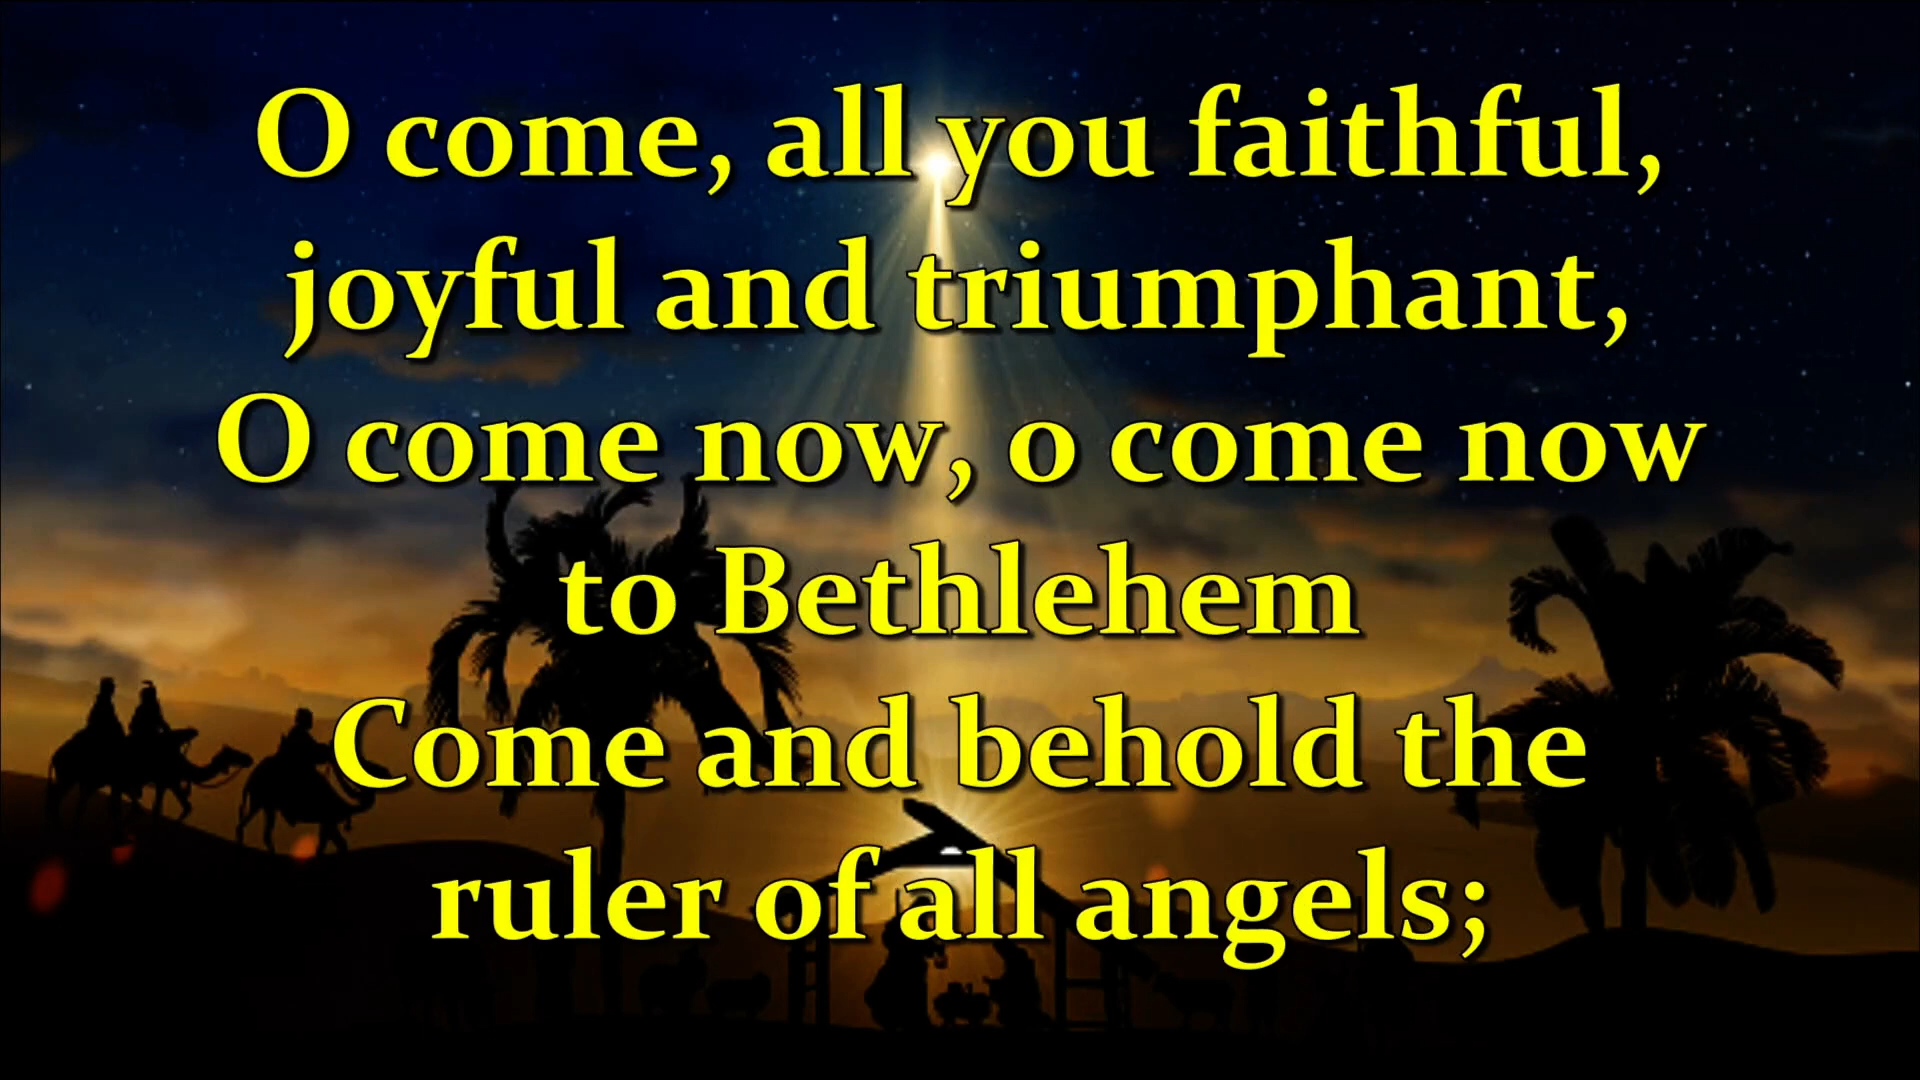 O come, all you faithful,
joyful and triumphant,
O come now, o come now
to Bethlehem
Come and behold the
ruler of all angels;